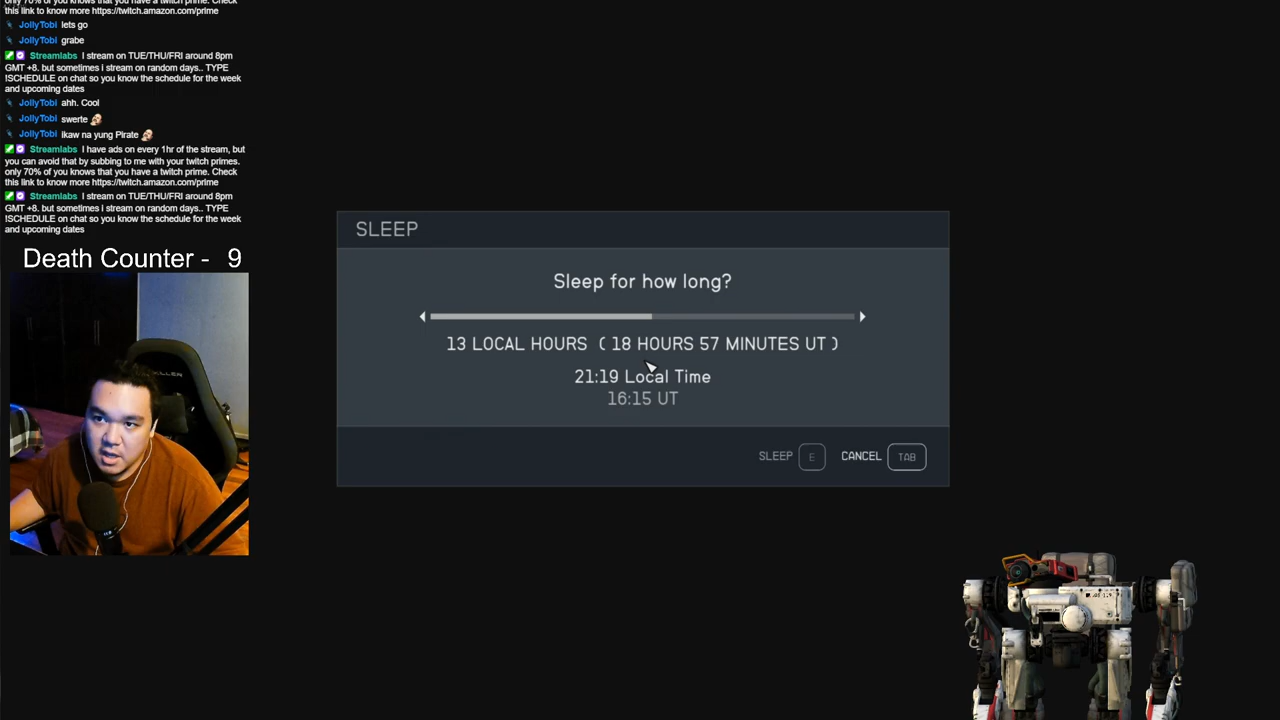 only 70% of you knows that you have a twitch prime. Check
this link to know more https://twitch.amazon.com/prime
JollyTobi lets go
JollyTobi grabe
Streamlabs I stream on TUE/THU/FRI around 8pm
GMT +8. but sometimes i stream on random days.. TYPE
!SCHEDULE on chat so you know the schedule for the week
and upcoming dates
JollyTobi ahh. Cool
JollyTobi swerte
JollyTobi Ikaw na yung Pirate
Streamlabs I have ads on every 1hr of the stream, but
you can avoid that by subbing to me with your twitch primes.
only 70% of you knows that you have a twitch prime. Check
this link to know more https://twitch.amazon.com/prime
Streamlabs I stream on TUE/THU/FRI around 8pm
GMT +8. but sometimes i stream on random days.. TYPE
!SCHEDULE on chat so you know the schedule for the week
and upcoming dates
Death Counter - 9
SLEEP
Sleep for how long?
13 LOCAL HOURS ( 18 HOURS 57 MINUTES UT )
21:19 Local Time
16:15 UT
SLEEP E CANCEL TAB